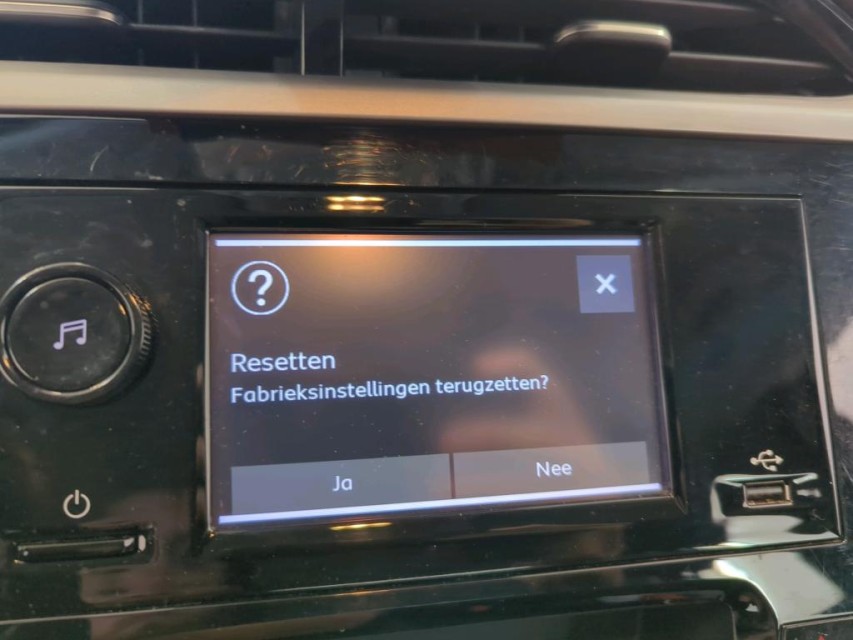 Resetten
Fabrieksinstellingen terugzetten?
Ja
Nee